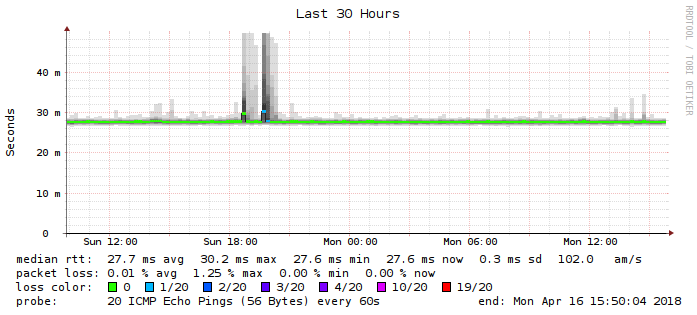 Last 30 Hours
RRDTOOL / TOBI OETIKER
Seconds
40 m
30 m
20 m
10 m
0
Sun 12:00 Sun 18:00 Mon 00:00 Mon 06:00 Mon 12:00
median rtt: 27.7 ms avg 30.2 ms max 27.6 ms min 27.6 ms now 0.3 ms sd 102.0 am/s
packet loss: 0.01 % avg 1.25 % max 0.00 % min 0.00 % now
loss color: 0 1/20 2/20 3/20 4/20 10/20 19/20
probe: 20 ICMP Echo Pings (56 Bytes) every 60s end: Mon Apr 16 15:50:04 2018